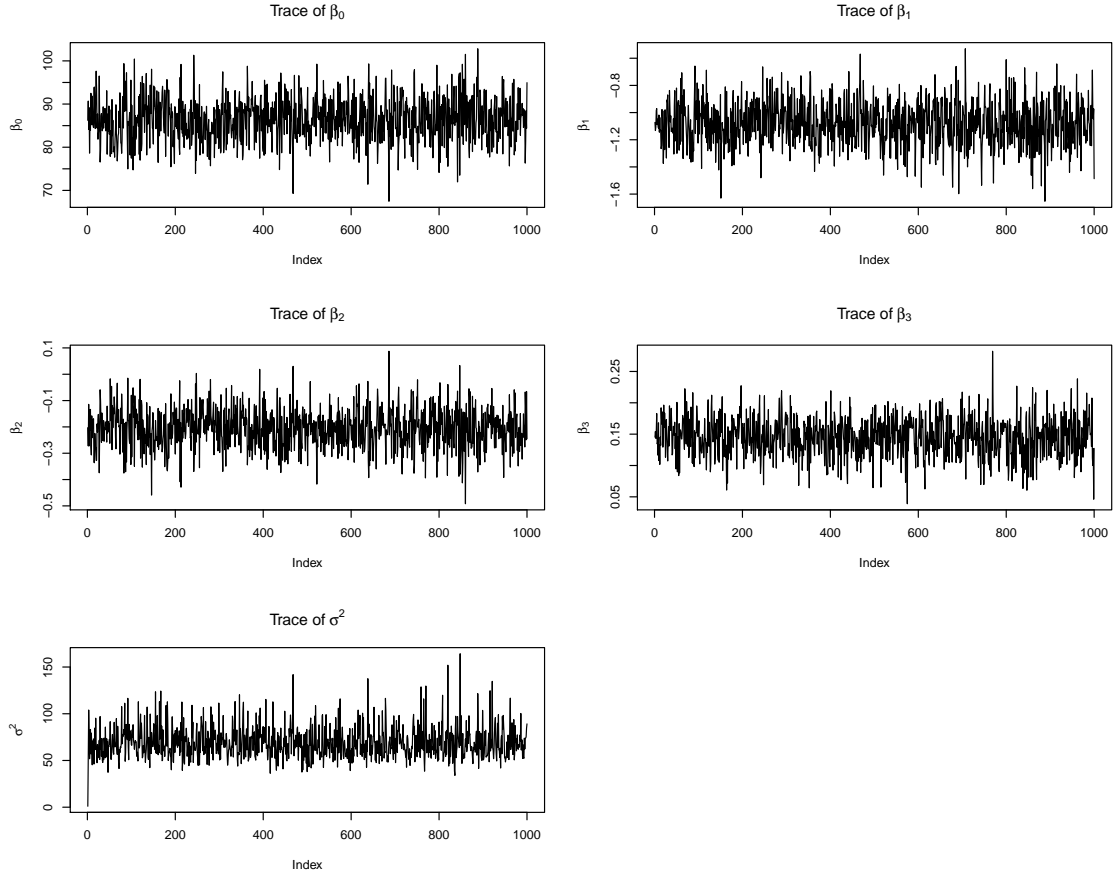 Trace of β₀
β₀
100
90
80
70
0 200 400 600 800 1000
Index
Trace of β₁
β₁
−0.8
−1.2
−1.6
0 200 400 600 800 1000
Index
Trace of β₂
β₂
0.1
−0.1
−0.3
−0.5
0 200 400 600 800 1000
Index
Trace of β₃
β₃
0.25
0.15
0.05
0 200 400 600 800 1000
Index
Trace of σ²
σ²
150
100
50
0
0 200 400 600 800 1000
Index